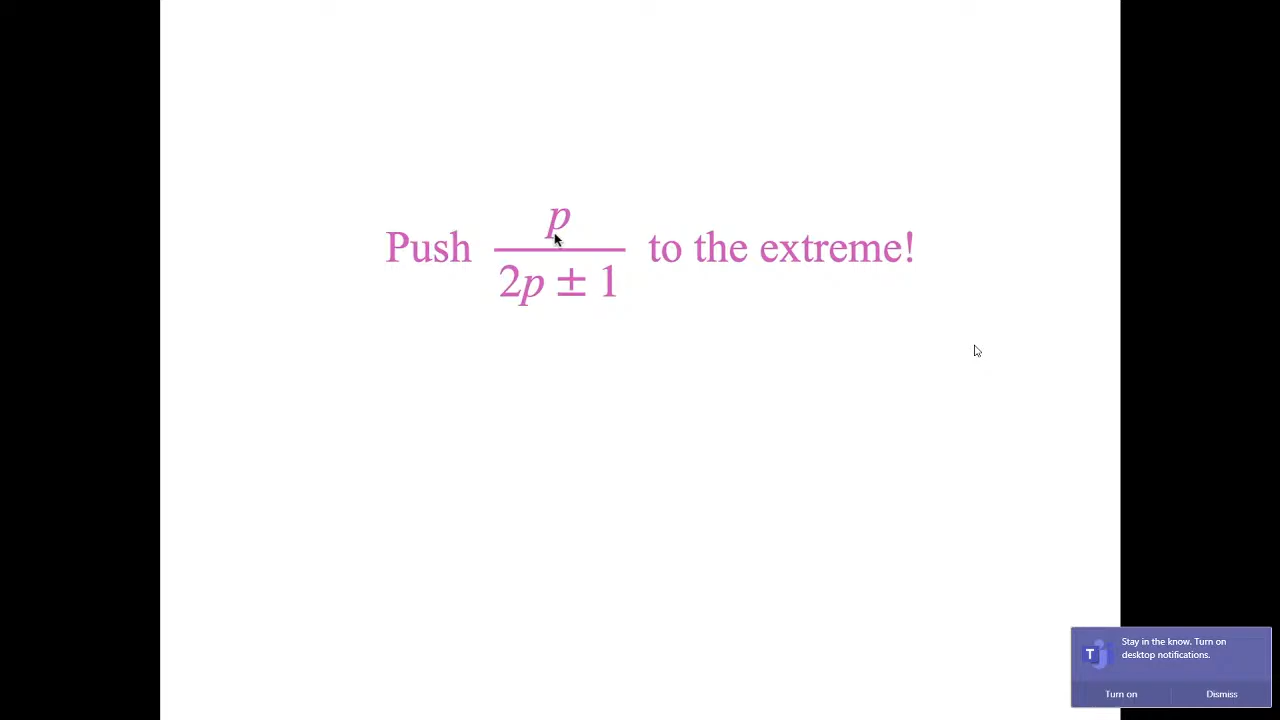 Push p/(2p ± 1) to the extreme!
Stay in the know. Turn on
desktop notifications.
Turn on Dismiss